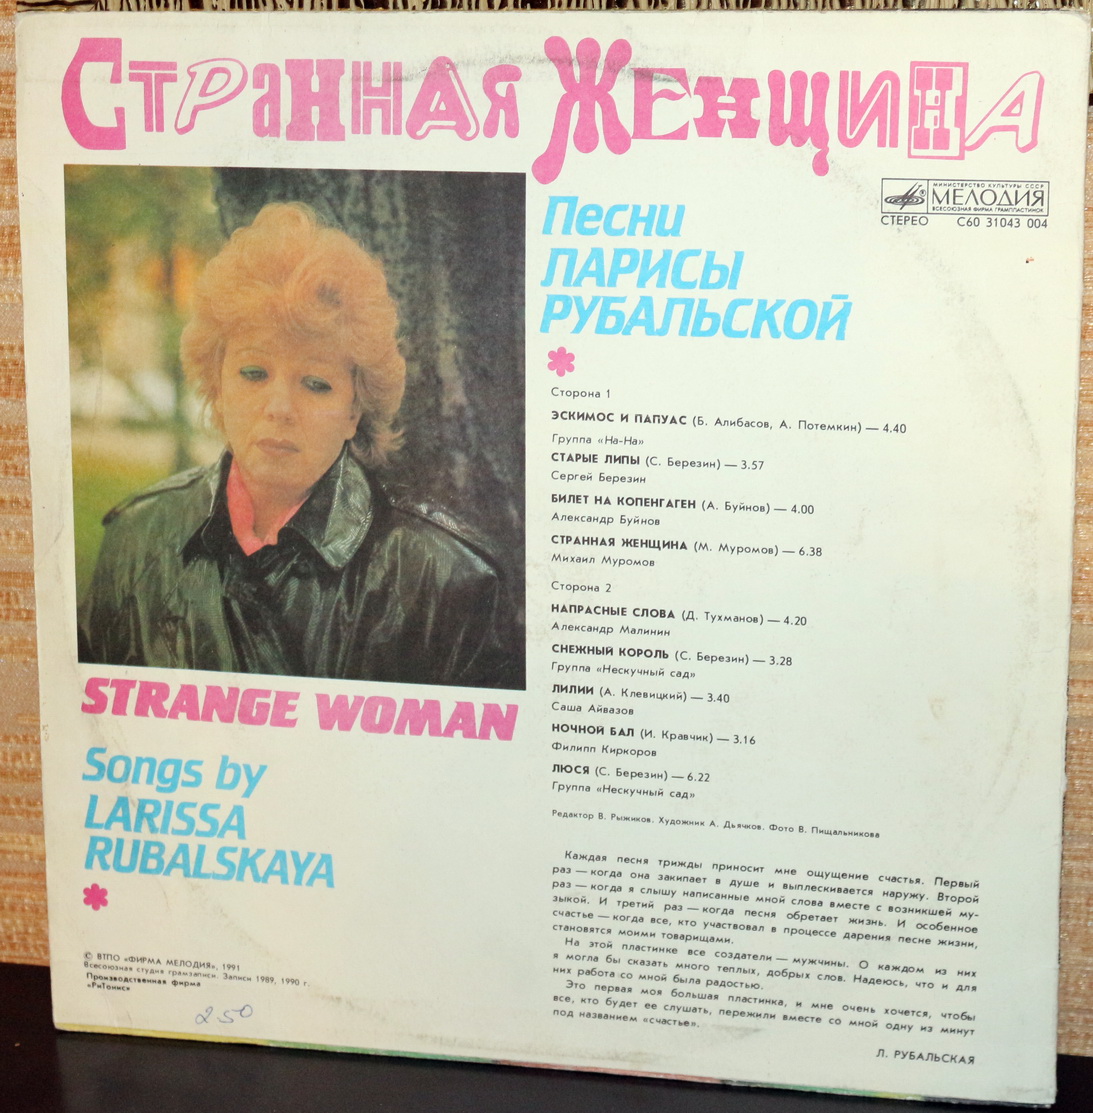 СТРАННАЯ ЖЕНЩИНА
МИНИСТЕРСТВО КУЛЬТУРЫ СССР
МЕЛОДИЯ
ВСЕСОЮЗНАЯ ФИРМА ГРАМПЛАСТИНОК
СТЕРЕО С60 31043 004
Песни
ЛАРИСЫ
РУБАЛЬСКОЙ
Сторона 1
ЭСКИМОС И ПАПУАС (Б. Алибасов, А. Потемкин) — 4.40
Группа «На-На»
СТАРЫЕ ЛИПЫ (С. Березин) — 3.57
Сергей Березин
БИЛЕТ НА КОПЕНГАГЕН (А. Буйнов) — 4.00
Александр Буйнов
СТРАННАЯ ЖЕНЩИНА (М. Муромов) — 6.38
Михаил Муромов
Сторона 2
НАПРАСНЫЕ СЛОВА (Д. Тухманов) — 4.20
Александр Малинин
СНЕЖНЫЙ КОРОЛЬ (С. Березин) — 3.28
Группа «Нескучный сад»
ЛИЛИИ (А. Клевицкий) — 3.40
Саша Айвазов
НОЧНОЙ БАЛ (И. Кравчик) — 3.16
Филипп Киркоров
ЛЮСЯ (С. Березин) — 6.22
Группа «Нескучный сад»
Редактор В. Рыжиков. Художник А. Дьячков. Фото В. Пищальникова
Каждая песня трижды приносит мне ощущение счастья. Первый
раз — когда она закипает в душе и выплескивается наружу. Второй
раз — когда я слышу написанные мной слова вместе с возникшей му-
зыкой. И третий раз — когда песня обретает жизнь. И особенное
счастье — когда все, кто участвовал в процессе дарения песне жизни,
становятся моими товарищами.
На этой пластинке все создатели — мужчины. О каждом из них
я могла бы сказать много теплых, добрых слов. Надеюсь, что и для
них работа со мной была радостью.
Это первая моя большая пластинка, и мне очень хочется, чтобы
все, кто будет ее слушать, пережили вместе со мной одну из минут
под названием «счастье».
Л. РУБАЛЬСКАЯ
STRANGE WOMAN
Songs by
LARISSA
RUBALSKAYA
© ВТПО «ФИРМА МЕЛОДИЯ», 1991
Всесоюзная студия грамзаписи. Записи 1989, 1990 г.
Производственная фирма
«РиТонис»
2 50